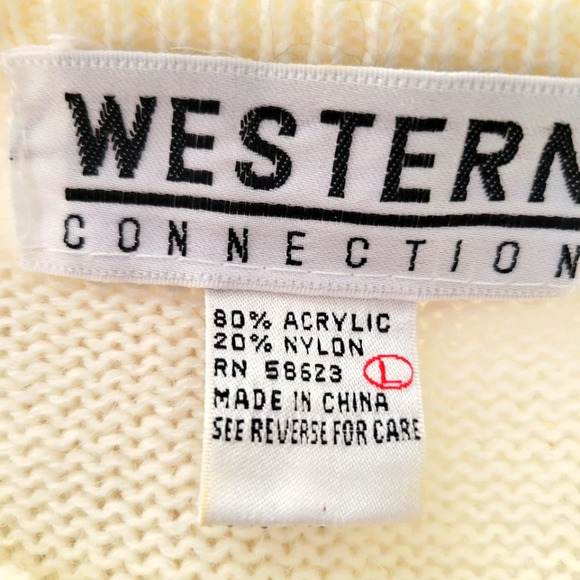 WESTERN
CONNECTION
80% ACRYLIC
20% NYLON
RN 58623 L
MADE IN CHINA
SEE REVERSE FOR CARE